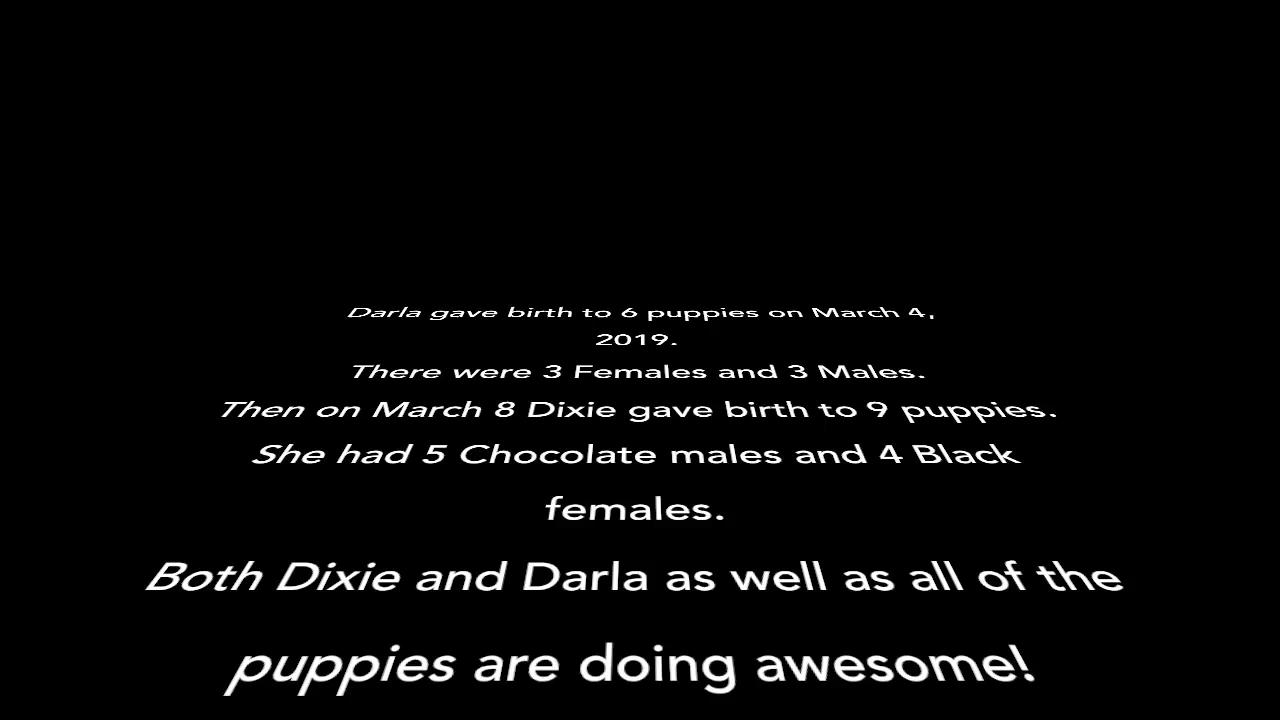 Darla gave birth to 6 puppies on March 4,
2019.
There were 3 Females and 3 Males.
Then on March 8 Dixie gave birth to 9 puppies.
She had 5 Chocolate males and 4 Black
females.
Both Dixie and Darla as well as all of the
puppies are doing awesome!